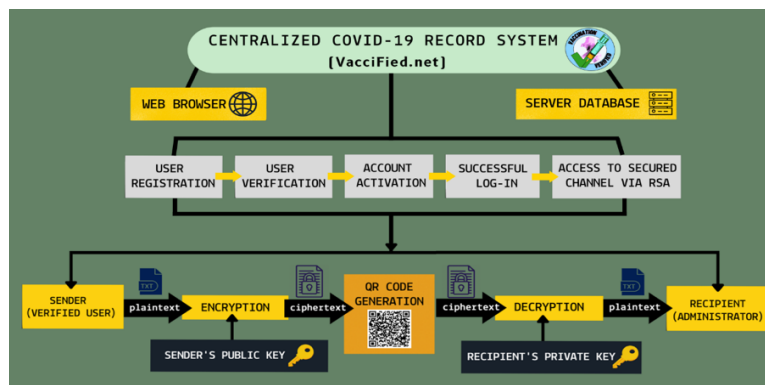 CENTRALIZED COVID-19 RECORD SYSTEM
[VacciFied.net]
VACCINATION
VERIFIED
WEB BROWSER
SERVER DATABASE
USER
REGISTRATION
USER
VERIFICATION
ACCOUNT
ACTIVATION
SUCCESSFUL
LOG-IN
ACCESS TO SECURED
CHANNEL VIA RSA
SENDER
(VERIFIED USER)
TXT
plaintext
ENCRYPTION
ciphertext
QR CODE
GENERATION
ciphertext
DECRYPTION
TXT
plaintext
RECIPIENT
(ADMINISTRATOR)
SENDER'S PUBLIC KEY
RECIPIENT'S PRIVATE KEY